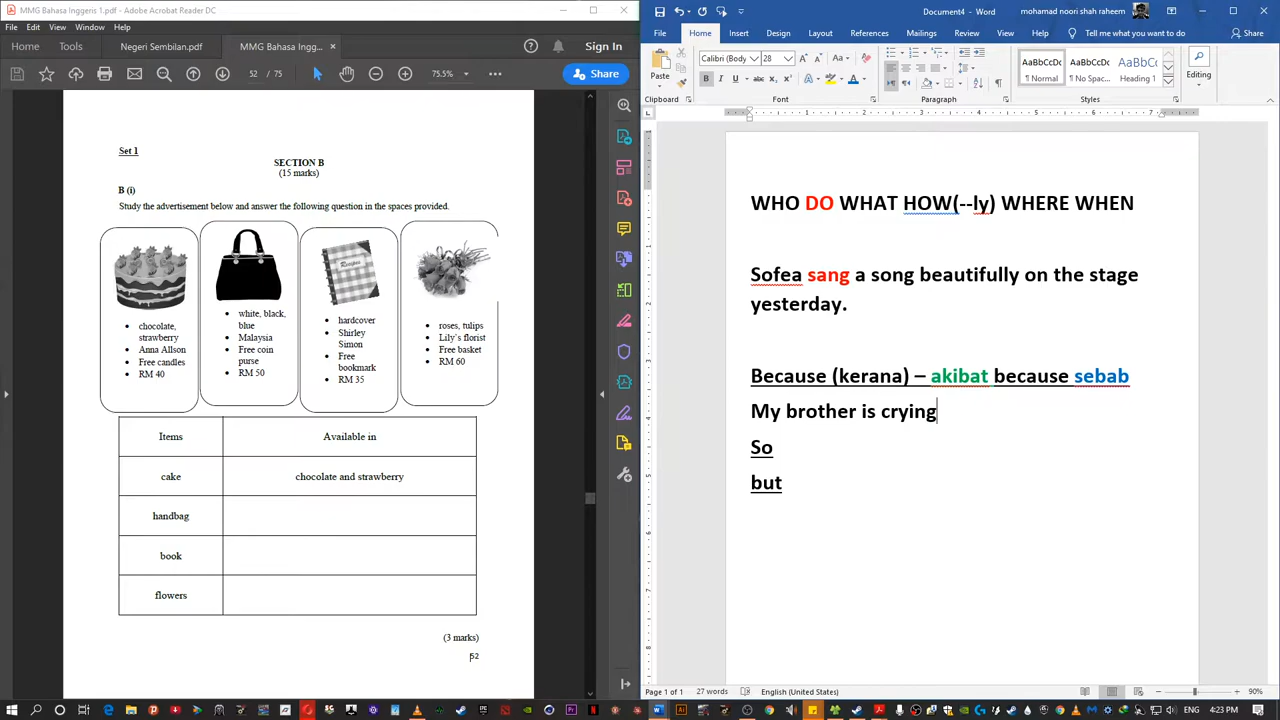 MMG Bahasa Inggeris 1.pdf - Adobe Acrobat Reader DC
File Edit View Window Help
Home Tools Negeri Sembilan.pdf MMG Bahasa Ingg... × Sign In
52 / 75 75.5% Share
Set 1
SECTION B
(15 marks)
B (i)
Study the advertisement below and answer the following question in the spaces provided.
• chocolate,
strawberry
• Anna Allson
• Free candles
• RM 40
• white, black,
blue
• Malaysia
• Free coin
purse
• RM 50
Recipes
• hardcover
• Shirley
Simon
• Free
bookmark
• RM 35
• roses, tulips
• Lily's florist
• Free basket
• RM 60
Items Available in
cake chocolate and strawberry
handbag
book
flowers
(3 marks)
52
Document4 - Word mohamad noori shah raheem
File Home Insert Design Layout References Mailings Review View Help Tell me what you want to do Share
Paste
Calibri (Body 28
B I U abc
AaBbCcDc AaBbCcDc AaBbCc
¶ Normal ¶ No Spac... Heading 1
Editing
Clipboard Font Paragraph Styles
WHO DO WHAT HOW(--ly) WHERE WHEN
Sofea sang a song beautifully on the stage
yesterday.
Because (kerana) – akibat because sebab
My brother is crying
So
but
Page 1 of 1 27 words English (United States) 90%
ENG 4:23 PM